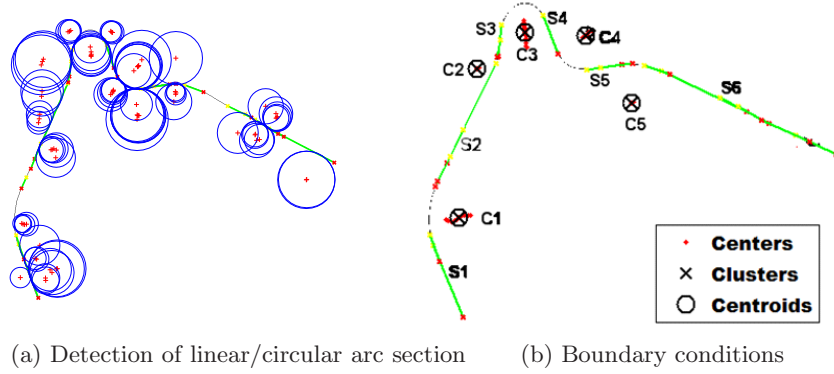 S3
S4
C3
C4
C2
S5
S6
C5
S2
C1
S1
Centers
Clusters
Centroids
(a) Detection of linear/circular arc section
(b) Boundary conditions